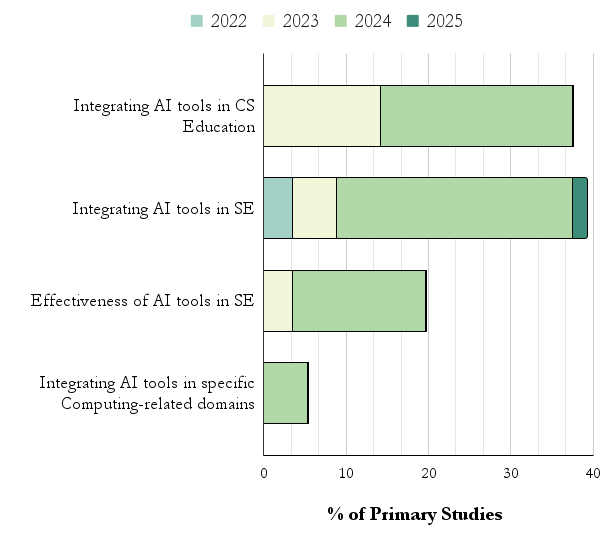 2022 2023 2024 2025
Integrating AI tools in CS
Education
Integrating AI tools in SE
Effectiveness of AI tools in SE
Integrating AI tools in specific
Computing-related domains
0 10 20 30 40
% of Primary Studies